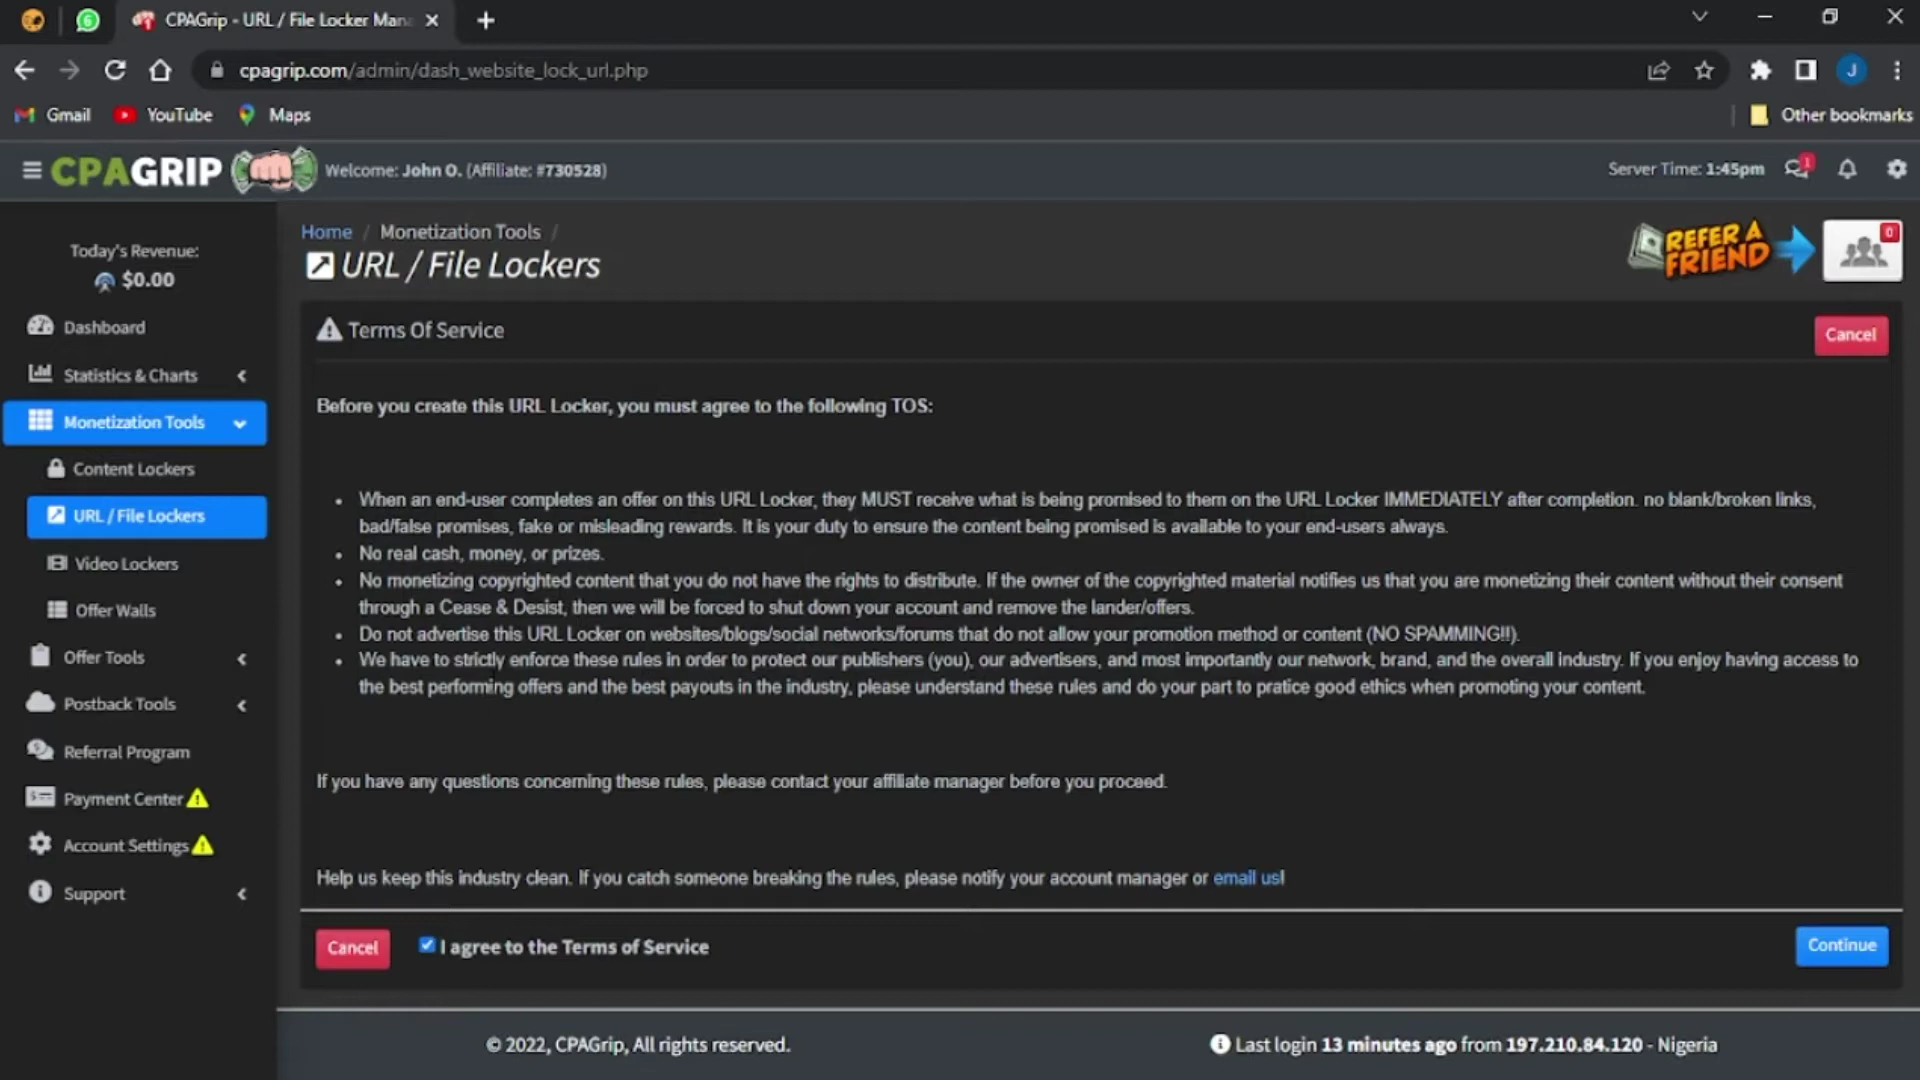 CPAGrip - URL / File Locker Man
cpagrip.com/admin/dash_website_lock_url.php
J
Gmail
YouTube
Maps
Other bookmarks
CPAGRIP
Welcome: John O. (Affiliate: #730528)
Server Time: 1:45pm
1
Today's Revenue:
$0.00
Dashboard
Statistics & Charts
Monetization Tools
Content Lockers
URL / File Lockers
Video Lockers
Offer Walls
Offer Tools
Postback Tools
Referral Program
Payment Center
Account Settings
Support
Home / Monetization Tools /
URL / File Lockers
REFER A
FRIEND
0
Terms Of Service
Cancel
Before you create this URL Locker, you must agree to the following TOS:
• When an end-user completes an offer on this URL Locker, they MUST receive what is being promised to them on the URL Locker IMMEDIATELY after completion. no blank/broken links,
bad/false promises, fake or misleading rewards. It is your duty to ensure the content being promised is available to your end-users always.
• No real cash, money, or prizes.
• No monetizing copyrighted content that you do not have the rights to distribute. If the owner of the copyrighted material notifies us that you are monetizing their content without their consent
through a Cease & Desist, then we will be forced to shut down your account and remove the lander/offers.
• Do not advertise this URL Locker on websites/blogs/social networks/forums that do not allow your promotion method or content (NO SPAMMING!!).
• We have to strictly enforce these rules in order to protect our publishers (you), our advertisers, and most importantly our network, brand, and the overall industry. If you enjoy having access to
the best performing offers and the best payouts in the industry, please understand these rules and do your part to pratice good ethics when promoting your content.
If you have any questions concerning these rules, please contact your affiliate manager before you proceed.
Help us keep this industry clean. If you catch someone breaking the rules, please notify your account manager or email us!
Cancel
I agree to the Terms of Service
Continue
© 2022, CPAGrip, All rights reserved.
Last login 13 minutes ago from 197.210.84.120 - Nigeria